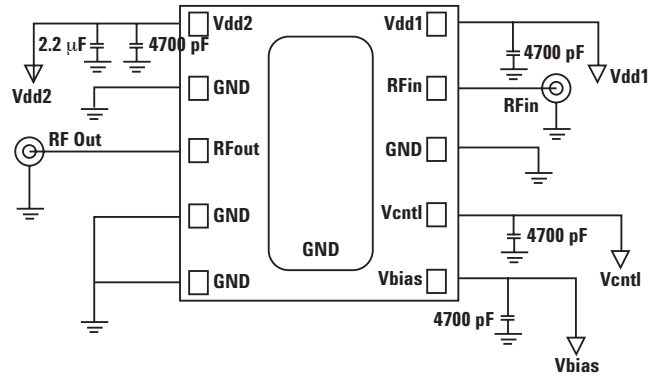 Vdd2
Vdd1
2.2 µF
4700 pF
4700 pF
Vdd2
Vdd1
GND
RFin
RFin
RF Out
RFout
GND
GND
Vcntl
4700 pF
GND
GND
Vbias
Vcntl
4700 pF
Vbias